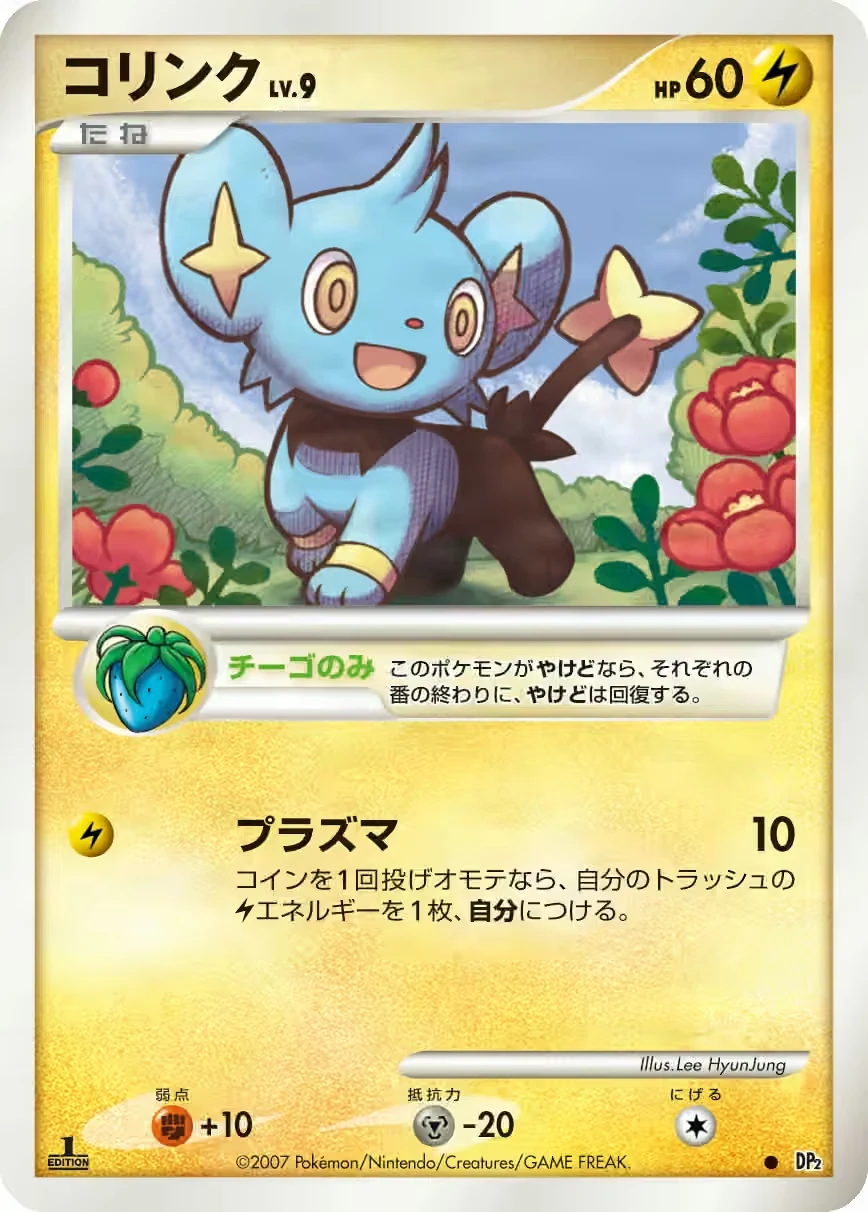 コリンク LV.9 HP 60
たね
チーゴのみ このポケモンがやけどなら、それぞれの
番の終わりに、やけどは回復する。
プラズマ 10
コインを1回投げオモテなら、自分のトラッシュの
エネルギーを1枚、自分につける。
Illus.Lee HyunJung
弱点 抵抗力 にげる
+10 -20
1 EDITION
©2007 Pokémon/Nintendo/Creatures/GAME FREAK.
DP2